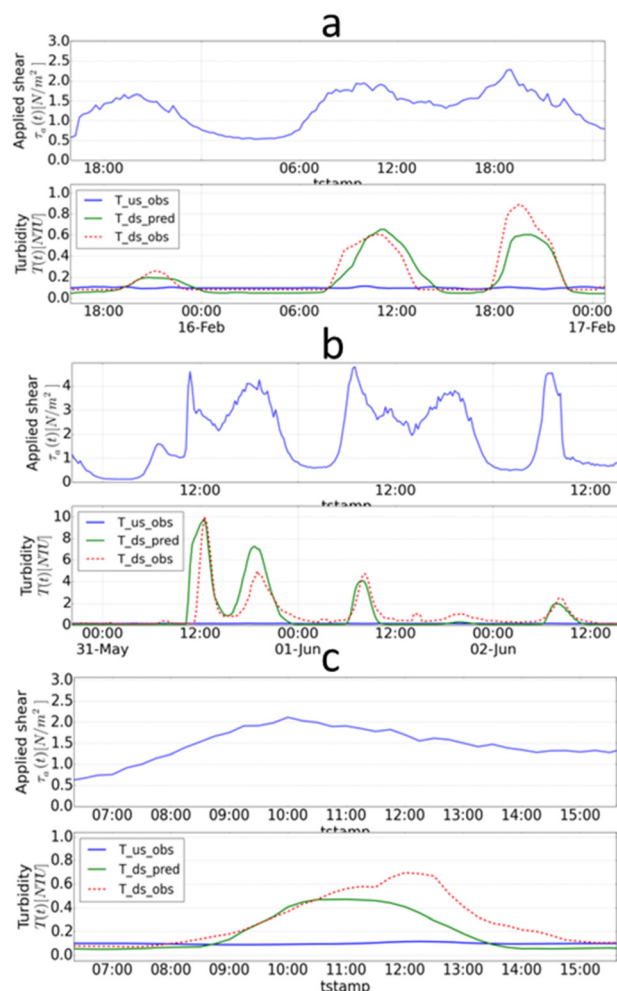 a
Applied shear
τₐ(t)[N/m²]
3.0
2.5
2.0
1.5
1.0
0.5
0.0
18:00 06:00 12:00 18:00
tstamp
Turbidity
T(t)[NTU]
1.0
0.8
0.6
0.4
0.2
0.0
T_us_obs
T_ds_pred
T_ds_obs
18:00 00:00 06:00 12:00 18:00 00:00
16-Feb 17-Feb
b
Applied shear
τₐ(t)[N/m²]
4
3
2
1
0
12:00 12:00 12:00
tstamp
Turbidity
T(t)[NTU]
10
8
6
4
2
0
T_us_obs
T_ds_pred
T_ds_obs
00:00 12:00 00:00 12:00 00:00 12:00
31-May 01-Jun 02-Jun
c
Applied shear
τₐ(t)[N/m²]
3.0
2.5
2.0
1.5
1.0
0.5
0.0
07:00 08:00 09:00 10:00 11:00 12:00 13:00 14:00 15:00
tstamp
Turbidity
T(t)[NTU]
1.0
0.8
0.6
0.4
0.2
0.0
T_us_obs
T_ds_pred
T_ds_obs
07:00 08:00 09:00 10:00 11:00 12:00 13:00 14:00 15:00
tstamp